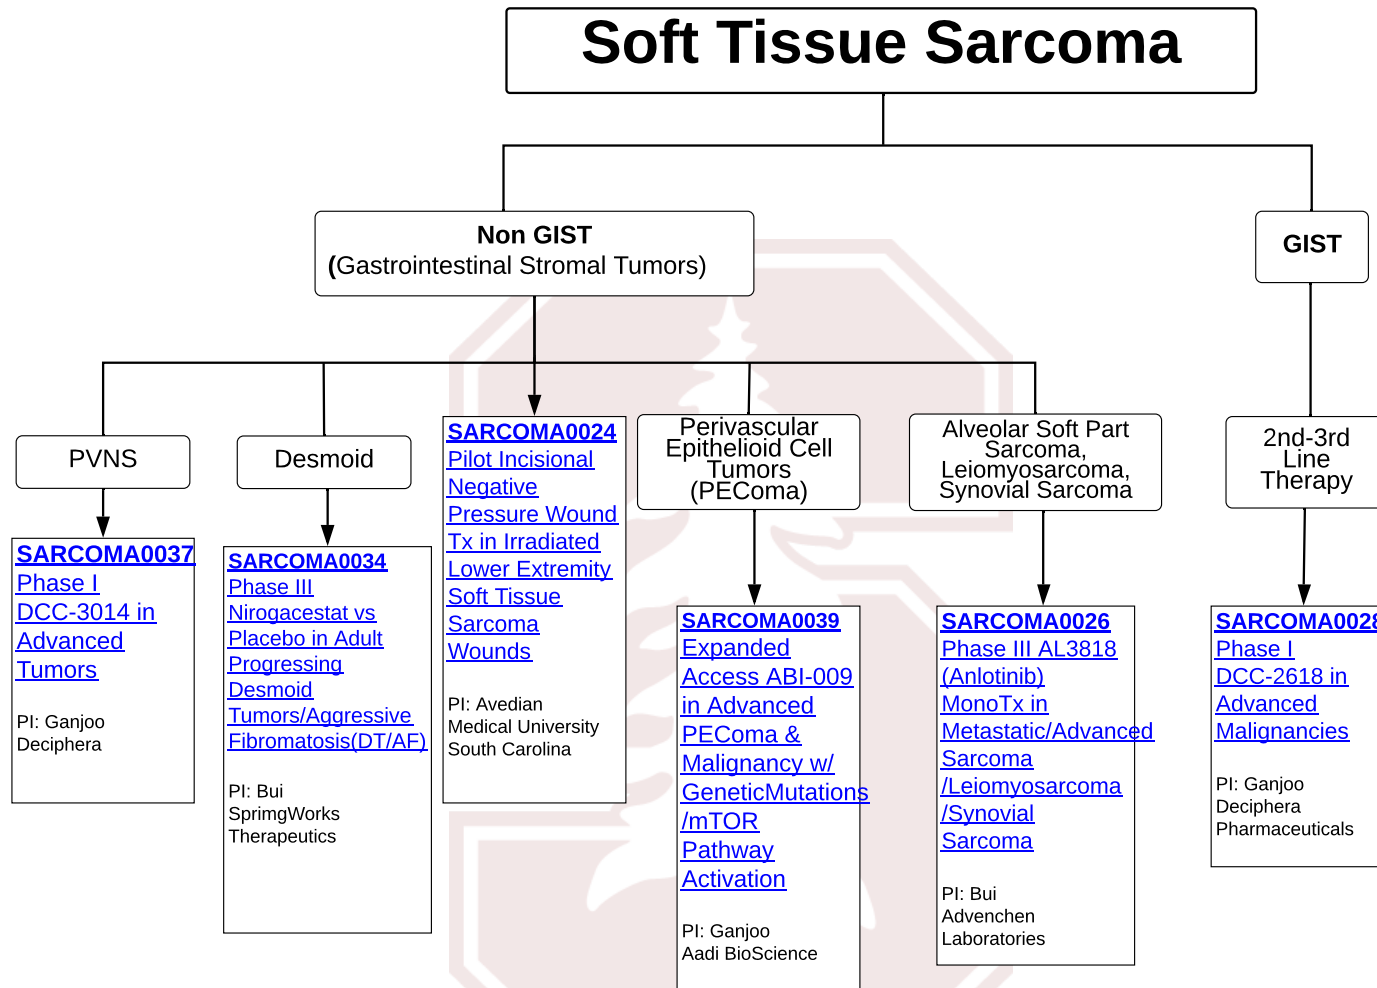 Soft Tissue Sarcoma
Non GIST
(Gastrointestinal Stromal Tumors)
GIST
PVNS
SARCOMA0037
Phase I
DCC-3014 in
Advanced
Tumors
PI: Ganjoo
Deciphera
Desmoid
SARCOMA0034
Phase III
Nirogacestat vs
Placebo in Adult
Progressing
Desmoid
Tumors/Aggressive
Fibromatosis(DT/AF)
PI: Bui
SprimgWorks
Therapeutics
SARCOMA0024
Pilot Incisional
Negative
Pressure Wound
Tx in Irradiated
Lower Extremity
Soft Tissue
Sarcoma
Wounds
PI: Avedian
Medical University
South Carolina
Perivascular
Epithelioid Cell
Tumors
(PEComa)
SARCOMA0039
Expanded
Access ABI-009
in Advanced
PEComa &
Malignancy w/
GeneticMutations
/mTOR
Pathway
Activation
PI: Ganjoo
Aadi BioScience
Alveolar Soft Part
Sarcoma,
Leiomyosarcoma,
Synovial Sarcoma
SARCOMA0026
Phase III AL3818
(Anlotinib)
MonoTx in
Metastatic/Advanced
Sarcoma
/Leiomyosarcoma
/Synovial
Sarcoma
PI: Bui
Advenchen
Laboratories
2nd-3rd
Line
Therapy
SARCOMA0028
Phase I
DCC-2618 in
Advanced
Malignancies
PI: Ganjoo
Deciphera
Pharmaceuticals